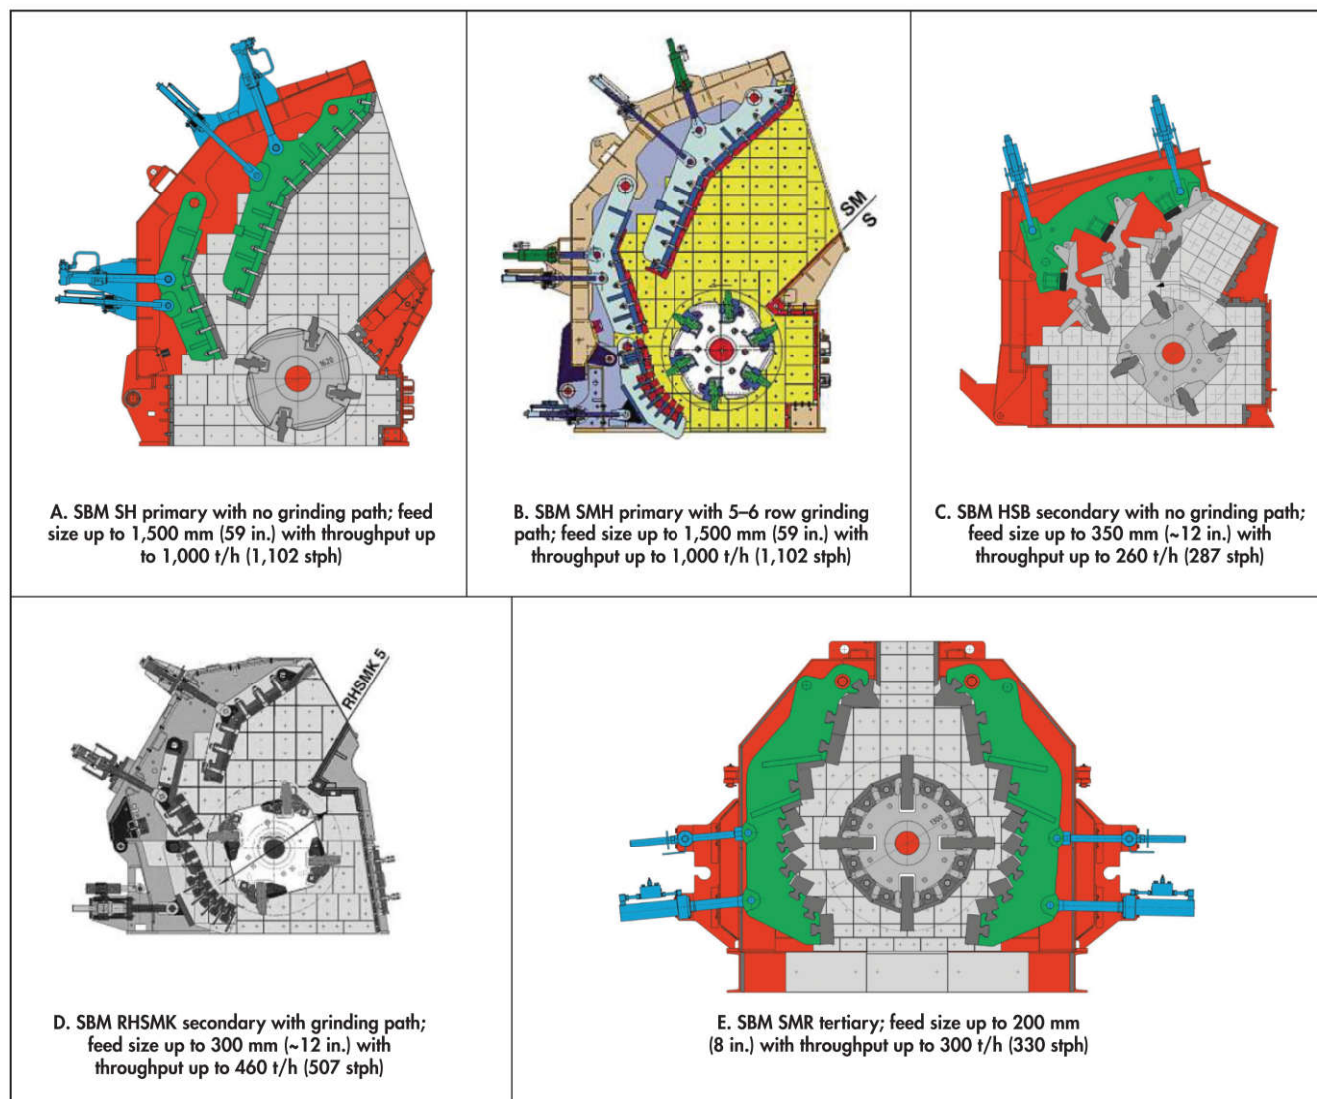 SM
S
1620
A. SBM SH primary with no grinding path; feed
size up to 1,500 mm (59 in.) with throughput up
to 1,000 t/h (1,102 stph)
B. SBM SMH primary with 5–6 row grinding
path; feed size up to 1,500 mm (59 in.) with
throughput up to 1,000 t/h (1,102 stph)
C. SBM HSB secondary with no grinding path;
feed size up to 350 mm (~12 in.) with
throughput up to 260 t/h (287 stph)
RHSMK 5
1300
D. SBM RHSMK secondary with grinding path;
feed size up to 300 mm (~12 in.) with
throughput up to 460 t/h (507 stph)
E. SBM SMR tertiary; feed size up to 200 mm
(8 in.) with throughput up to 300 t/h (330 stph)